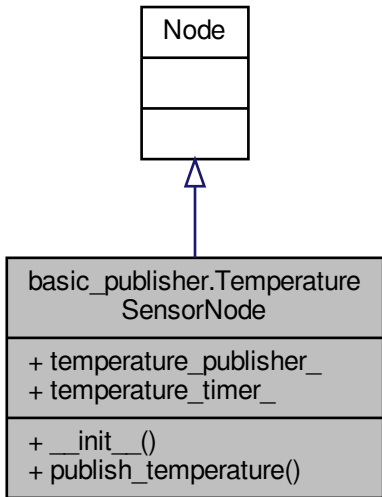 Node
basic_publisher.Temperature
SensorNode
+ temperature_publisher_
+ temperature_timer_
+ __init__()
+ publish_temperature()